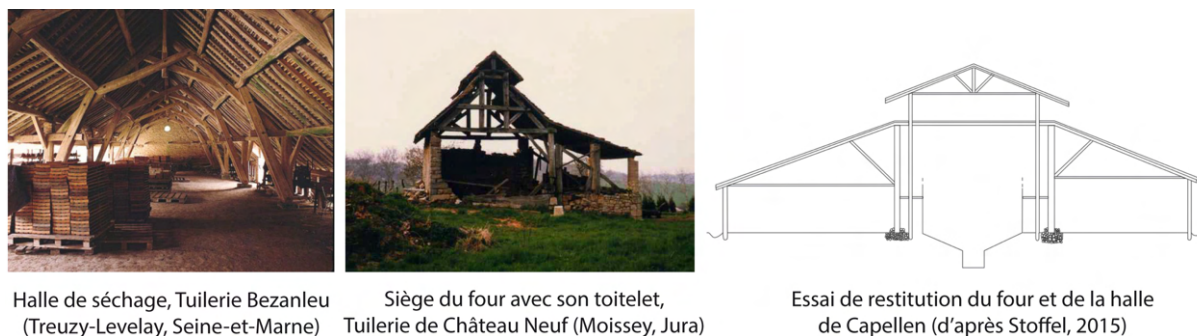 Halle de séchage, Tuilerie Bezanleu
(Treuzy-Levelay, Seine-et-Marne)
Siège du four avec son toitelet,
Tuilerie de Château Neuf (Moissey, Jura)
Essai de restitution du four et de la halle
de Capellen (d'après Stoffel, 2015)